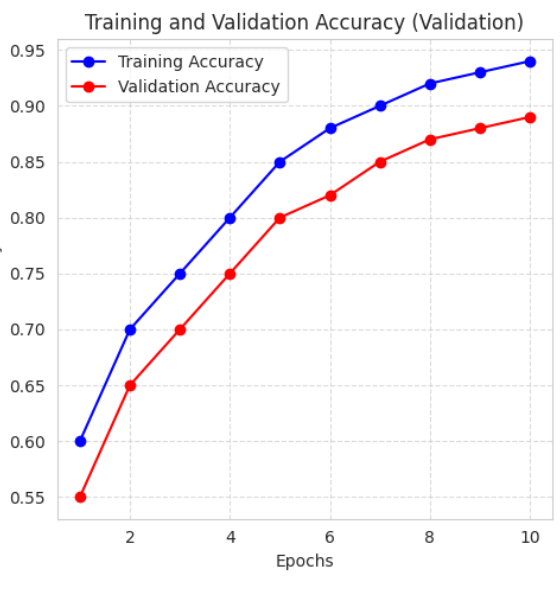 Training and Validation Accuracy (Validation)
Training Accuracy
Validation Accuracy
0.95
0.90
0.85
0.80
0.75
0.70
0.65
0.60
0.55
2 4 6 8 10
Epochs